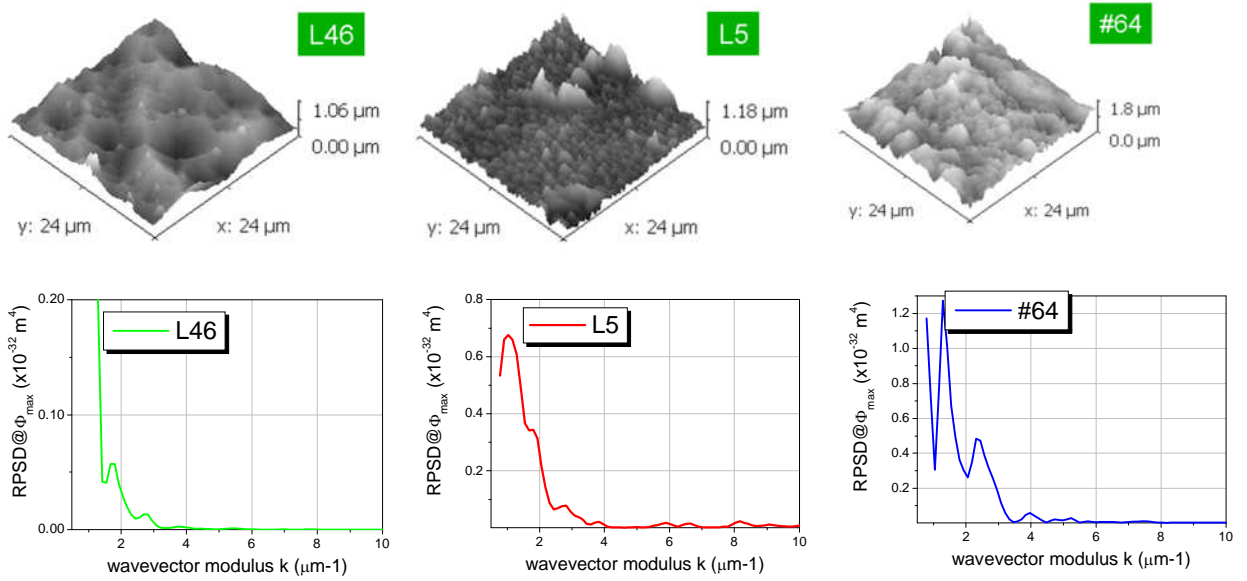 L46
1.06 µm
0.00 µm
y: 24 µm
x: 24 µm
L5
1.18 µm
0.00 µm
y: 24 µm
x: 24 µm
#64
1.8 µm
0.0 µm
y: 24 µm
x: 24 µm
0.20
0.10
0.00
RPSD@Φmax (x10-32 m4)
L46
2
4
6
8
10
wavevector modulus k (µm-1)
0.8
0.6
0.4
0.2
RPSD@Φmax (x10-32 m4)
L5
2
4
6
8
10
wavevector modulus k (µm-1)
1.2
1.0
0.8
0.6
0.4
0.2
RPSD@Φmax (x10-32 m4)
#64
2
4
6
8
10
wavevector modulus k (µm-1)